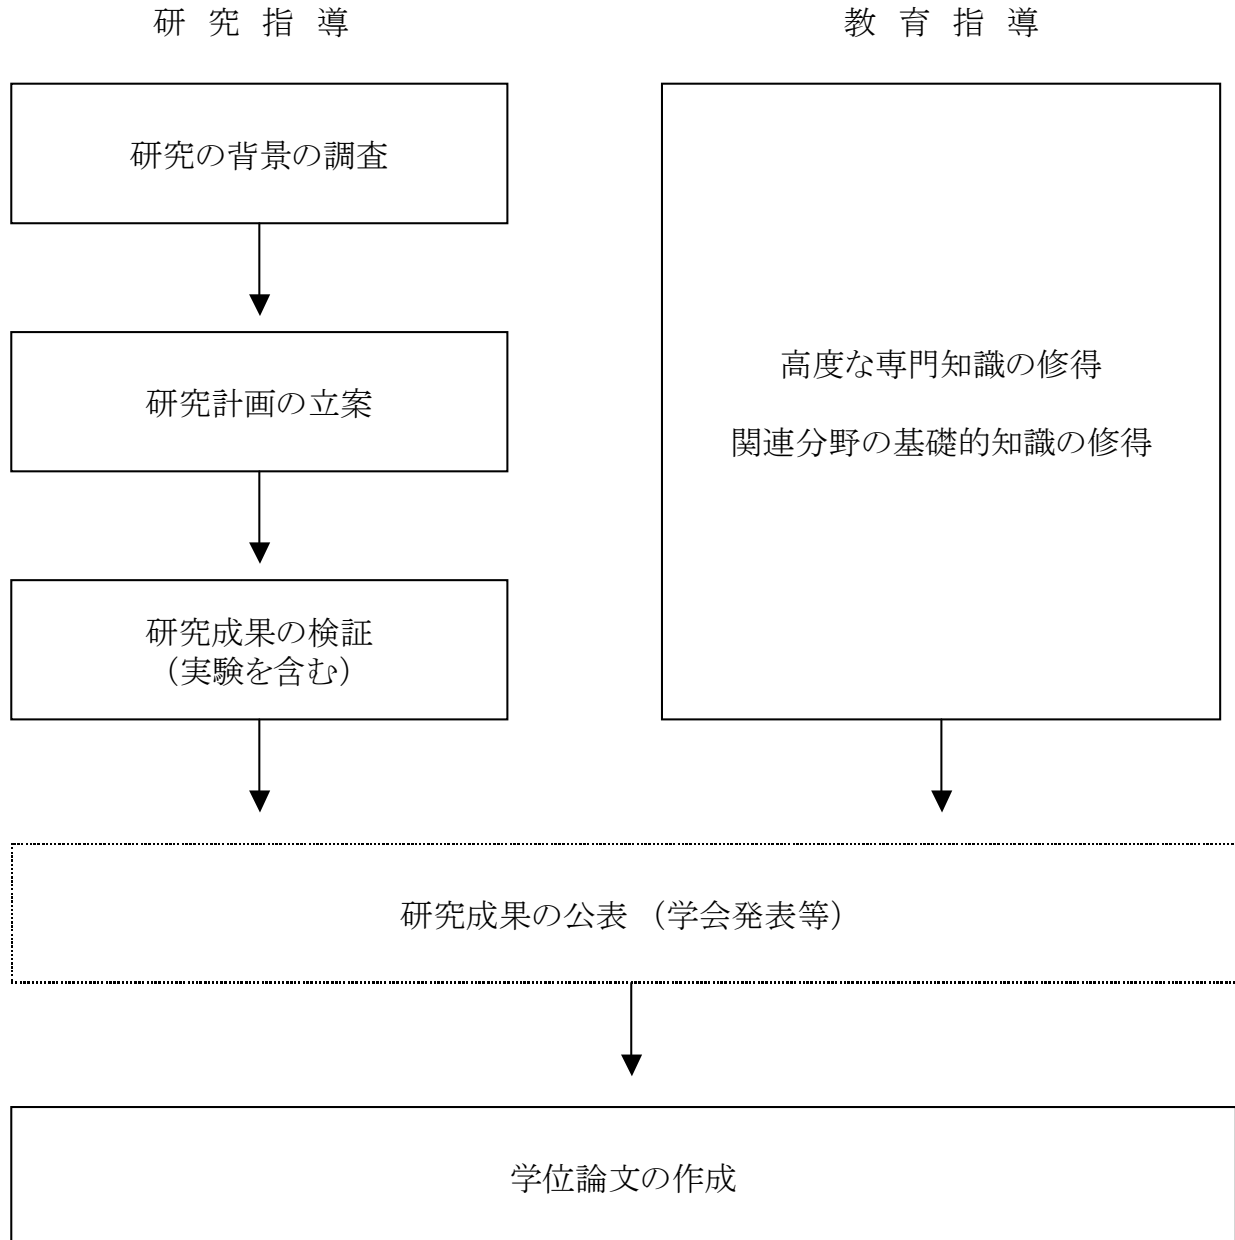 研 究 指 導
教 育 指 導
研究の背景の調査
研究計画の立案
研究成果の検証
（実験を含む）
高度な専門知識の修得
関連分野の基礎的知識の修得
研究成果の公表 （学会発表等）
学位論文の作成